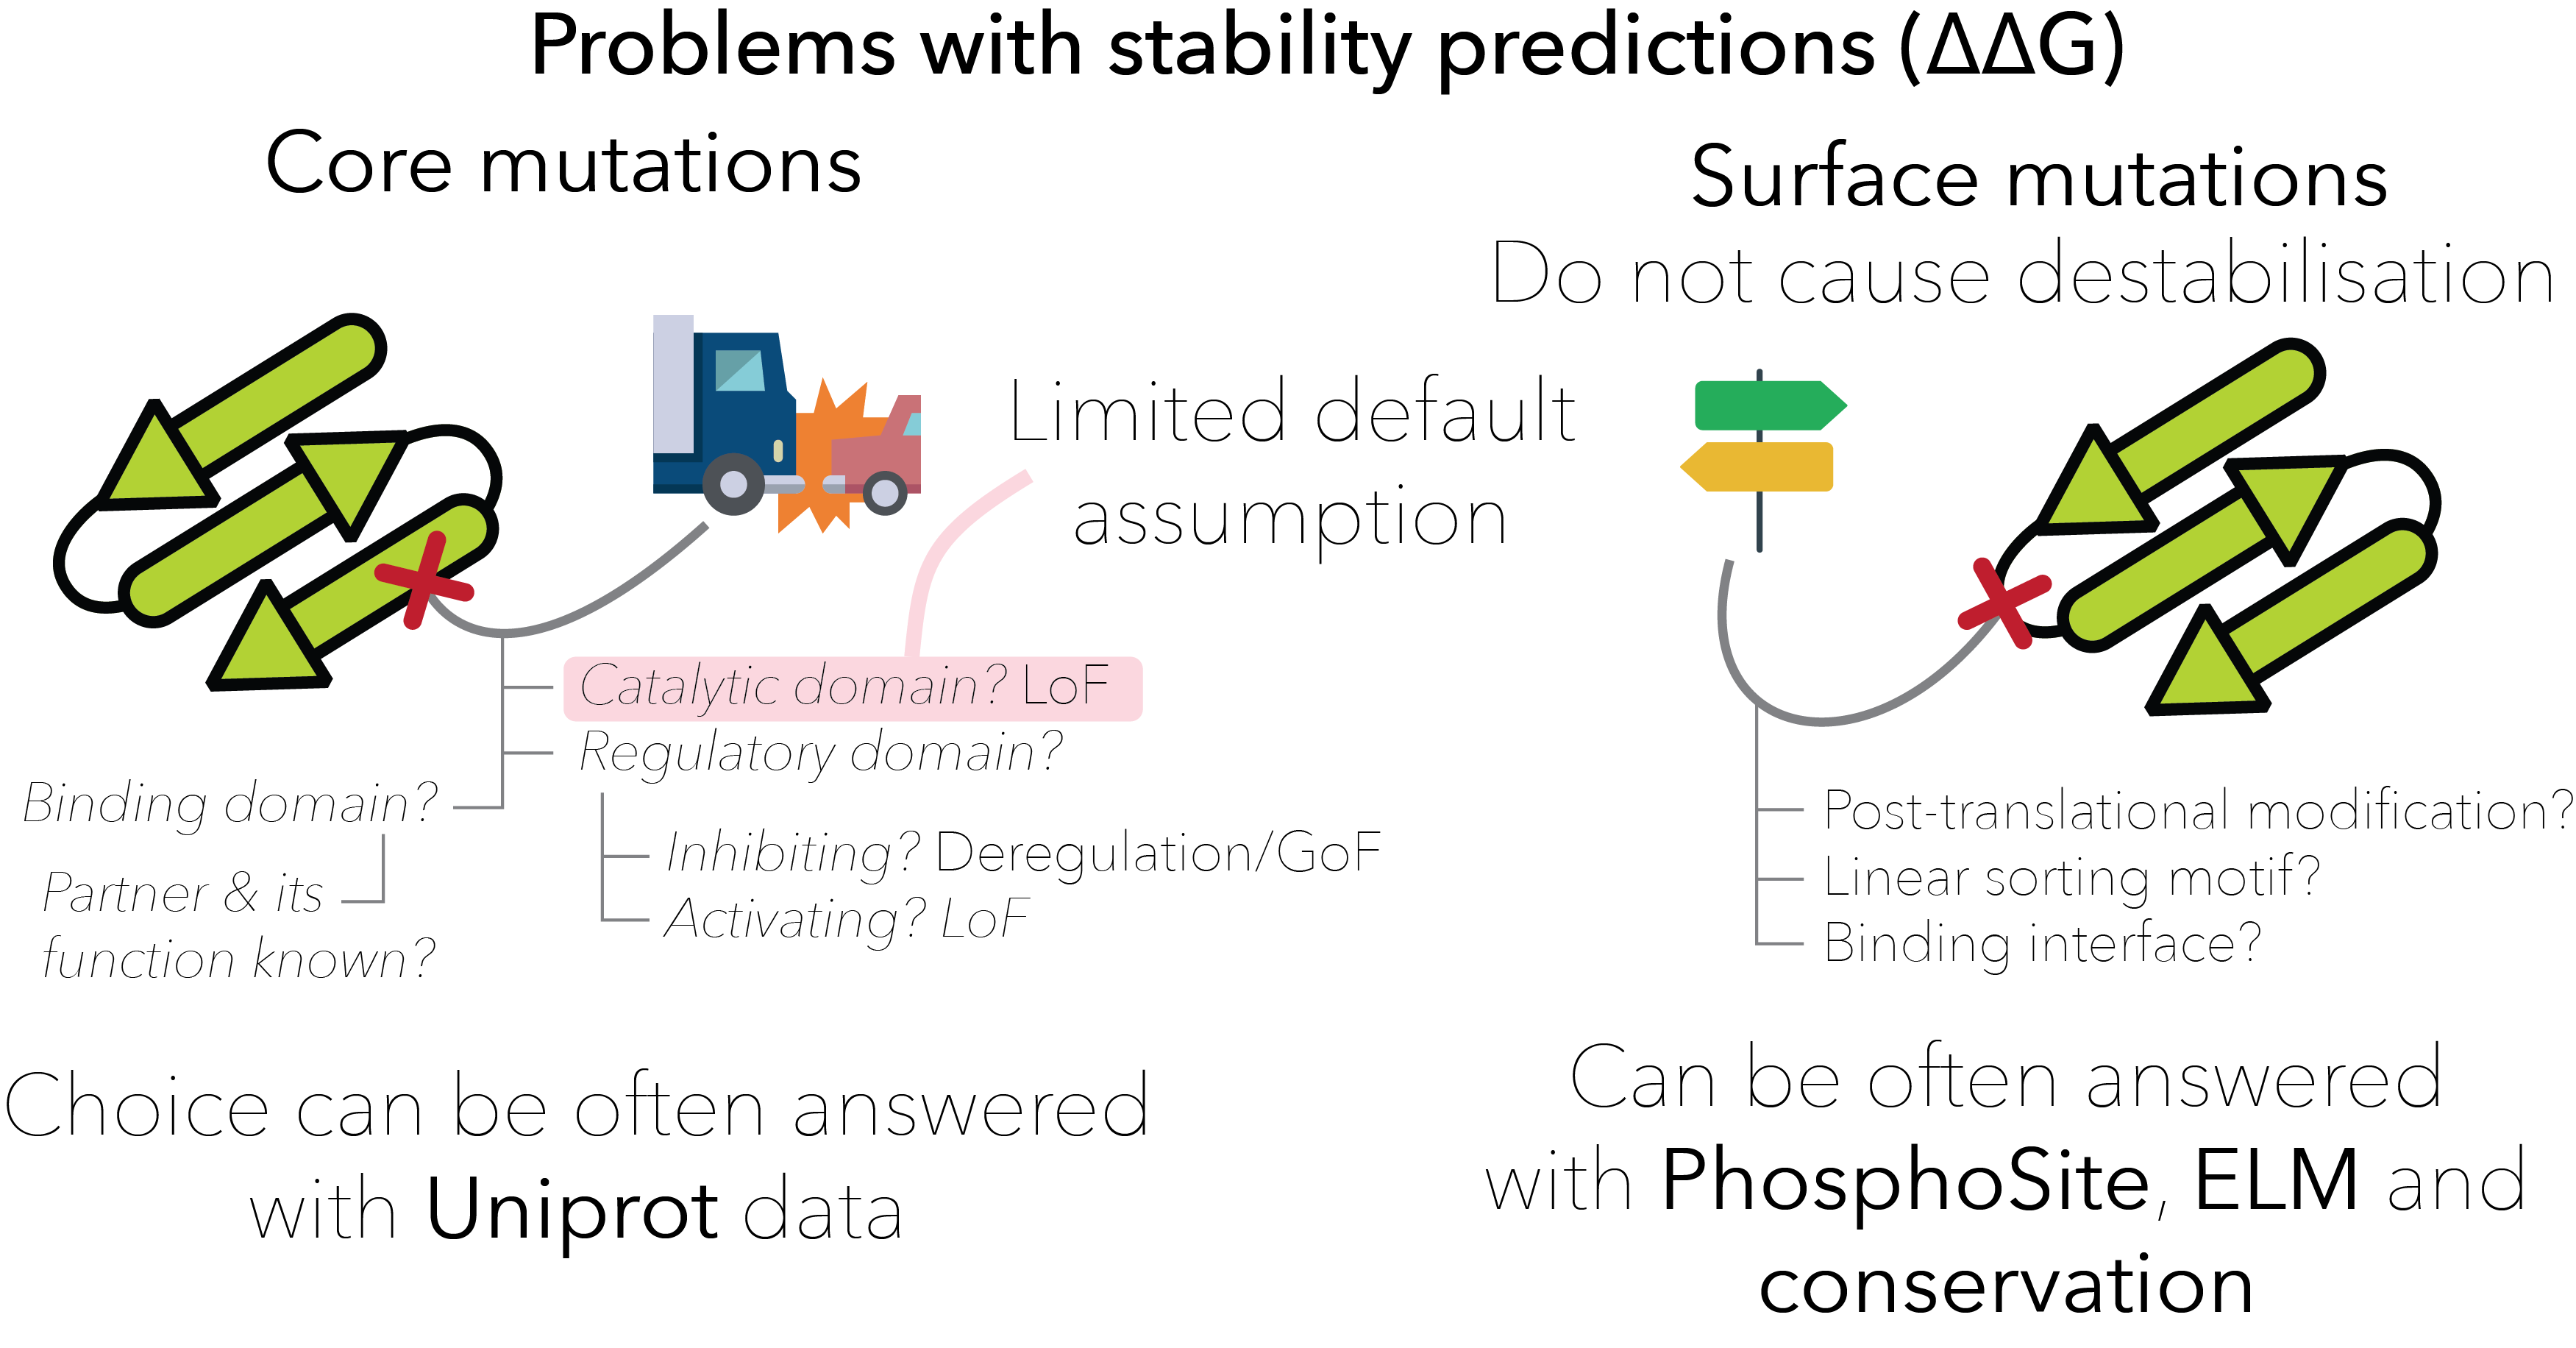 Problems with stability predictions (ΔΔG)
Core mutations
Limited default
assumption
Catalytic domain? LoF
Regulatory domain?
Binding domain?
Partner & its
function known?
Inhibiting? Deregulation/GoF
Activating? LoF
Choice can be often answered
with Uniprot data
Surface mutations
Do not cause destabilisation
Post-translational modification?
Linear sorting motif?
Binding interface?
Can be often answered
with PhosphoSite, ELM and
conservation